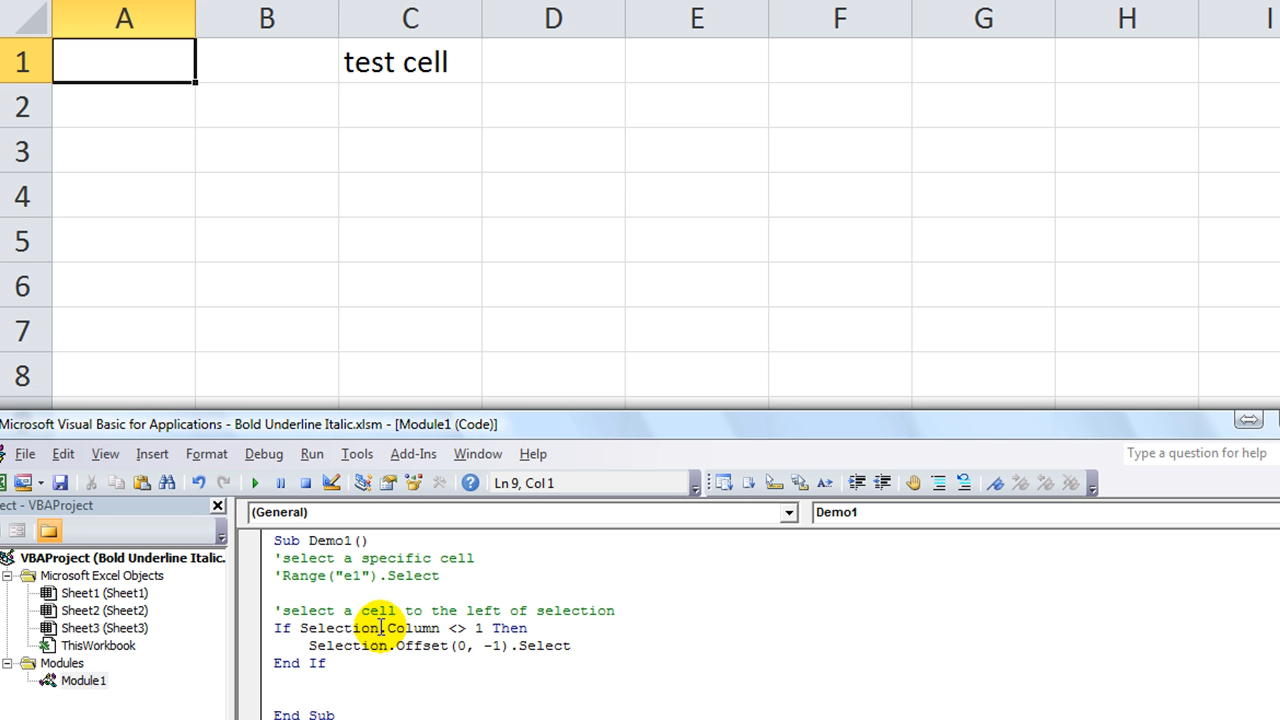 A B C D E F G H I
1 test cell
2
3
4
5
6
7
8
Microsoft Visual Basic for Applications - Bold Underline Italic.xlsm - [Module1 (Code)]
File Edit View Insert Format Debug Run Tools Add-Ins Window Help Type a question for help
Ln 9, Col 1
ect - VBAProject
(General) Demo1
VBAProject (Bold Underline Italic.
Microsoft Excel Objects
Sheet1 (Sheet1)
Sheet2 (Sheet2)
Sheet3 (Sheet3)
ThisWorkbook
Modules
Module1
Sub Demo1()
'select a specific cell
'Range("e1").Select
'select a cell to the left of selection
If Selection.Column <> 1 Then
Selection.Offset(0, -1).Select
End If
End Sub